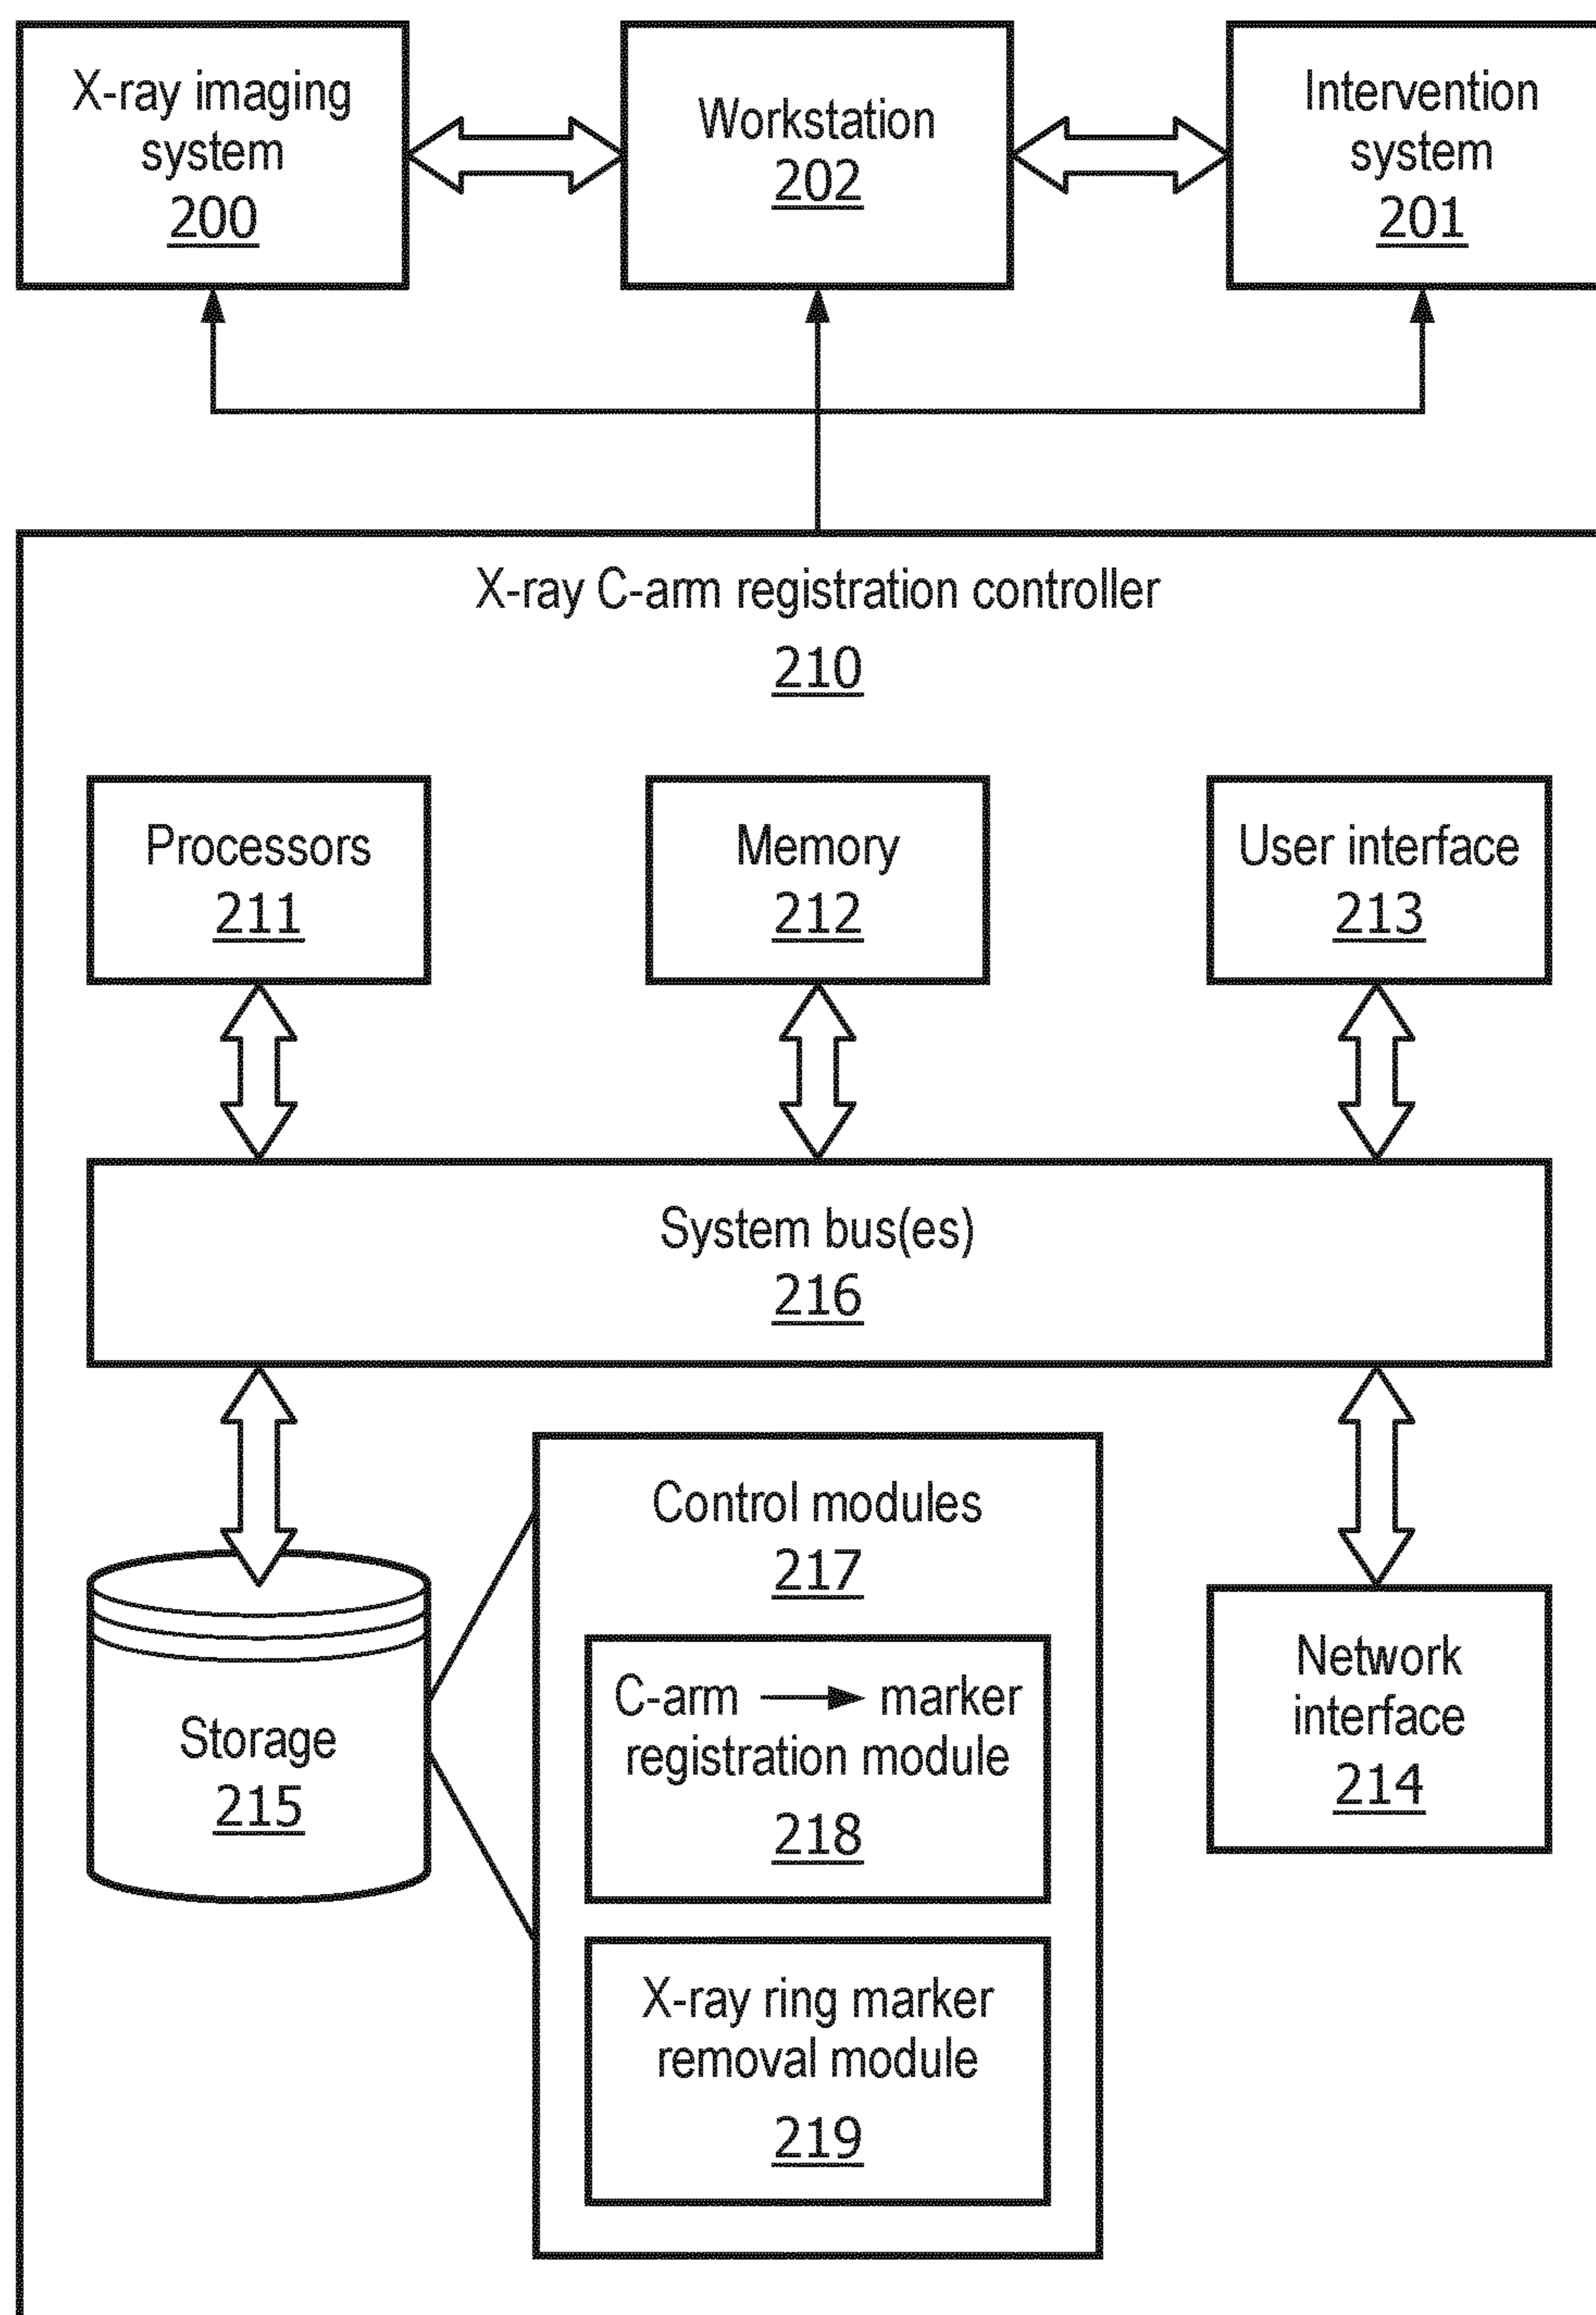 X-ray imaging
system
200
Workstation
202
Intervention
system
201
X-ray C-arm registration controller
210
Processors
211
Memory
212
User interface
213
System bus(es)
216
Storage
215
Control modules
217
C-arm → marker
registration module
218
X-ray ring marker
removal module
219
Network
interface
214